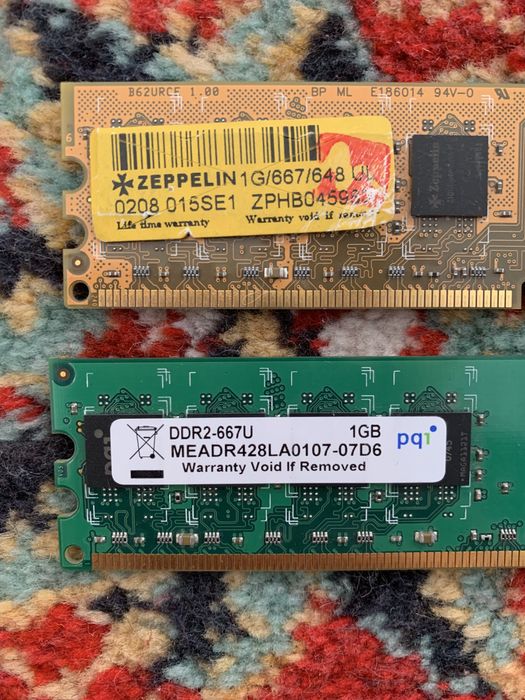 B62URCE 1.00 BP ML E186014 94V-0
ZEPPELIN 1G/667/648
0208 015SE1
Life time warranty Warranty void if
Zeppelin
DDR2-667U 1GB
MEADR428LA0107-07D6
Warranty Void If Removed
pqi